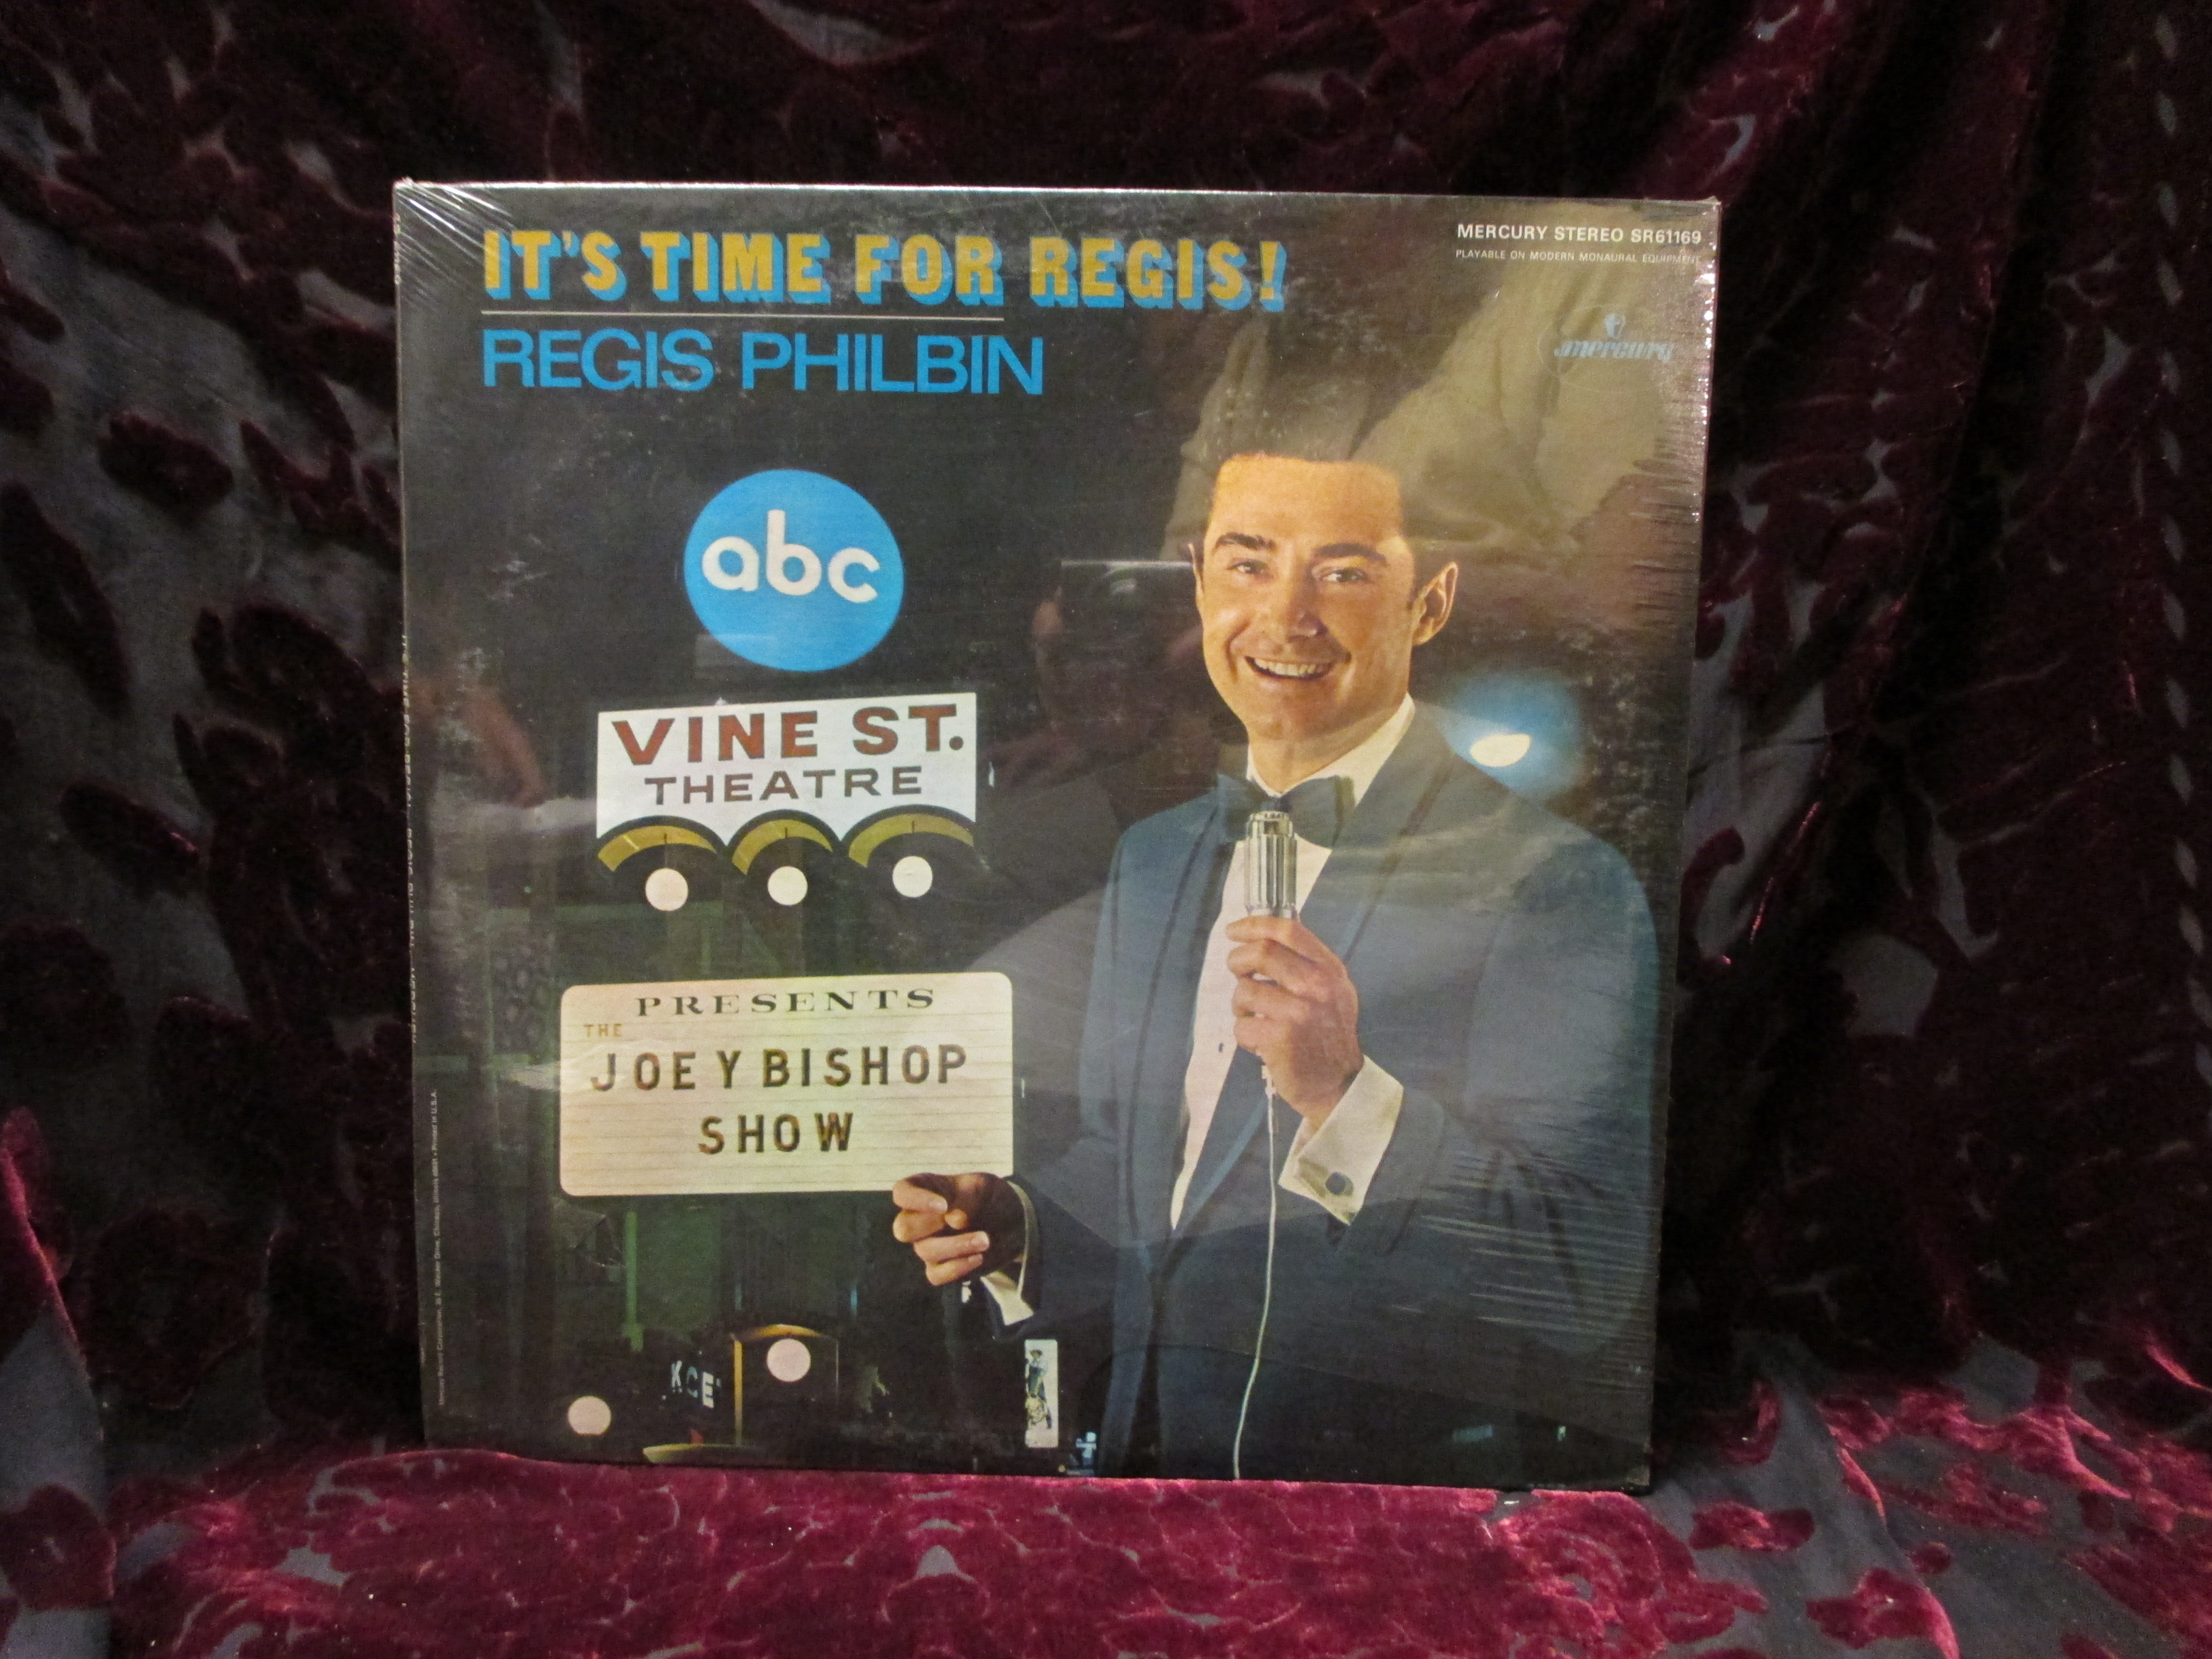 IT'S TIME FOR REGIS!
REGIS PHILBIN
MERCURY STEREO SR61169
PLAYABLE ON MODERN MONAURAL EQUIPMENT
mercury
abc
VINE ST.
THEATRE
PRESENTS
THE
JOEY BISHOP
SHOW
KCE